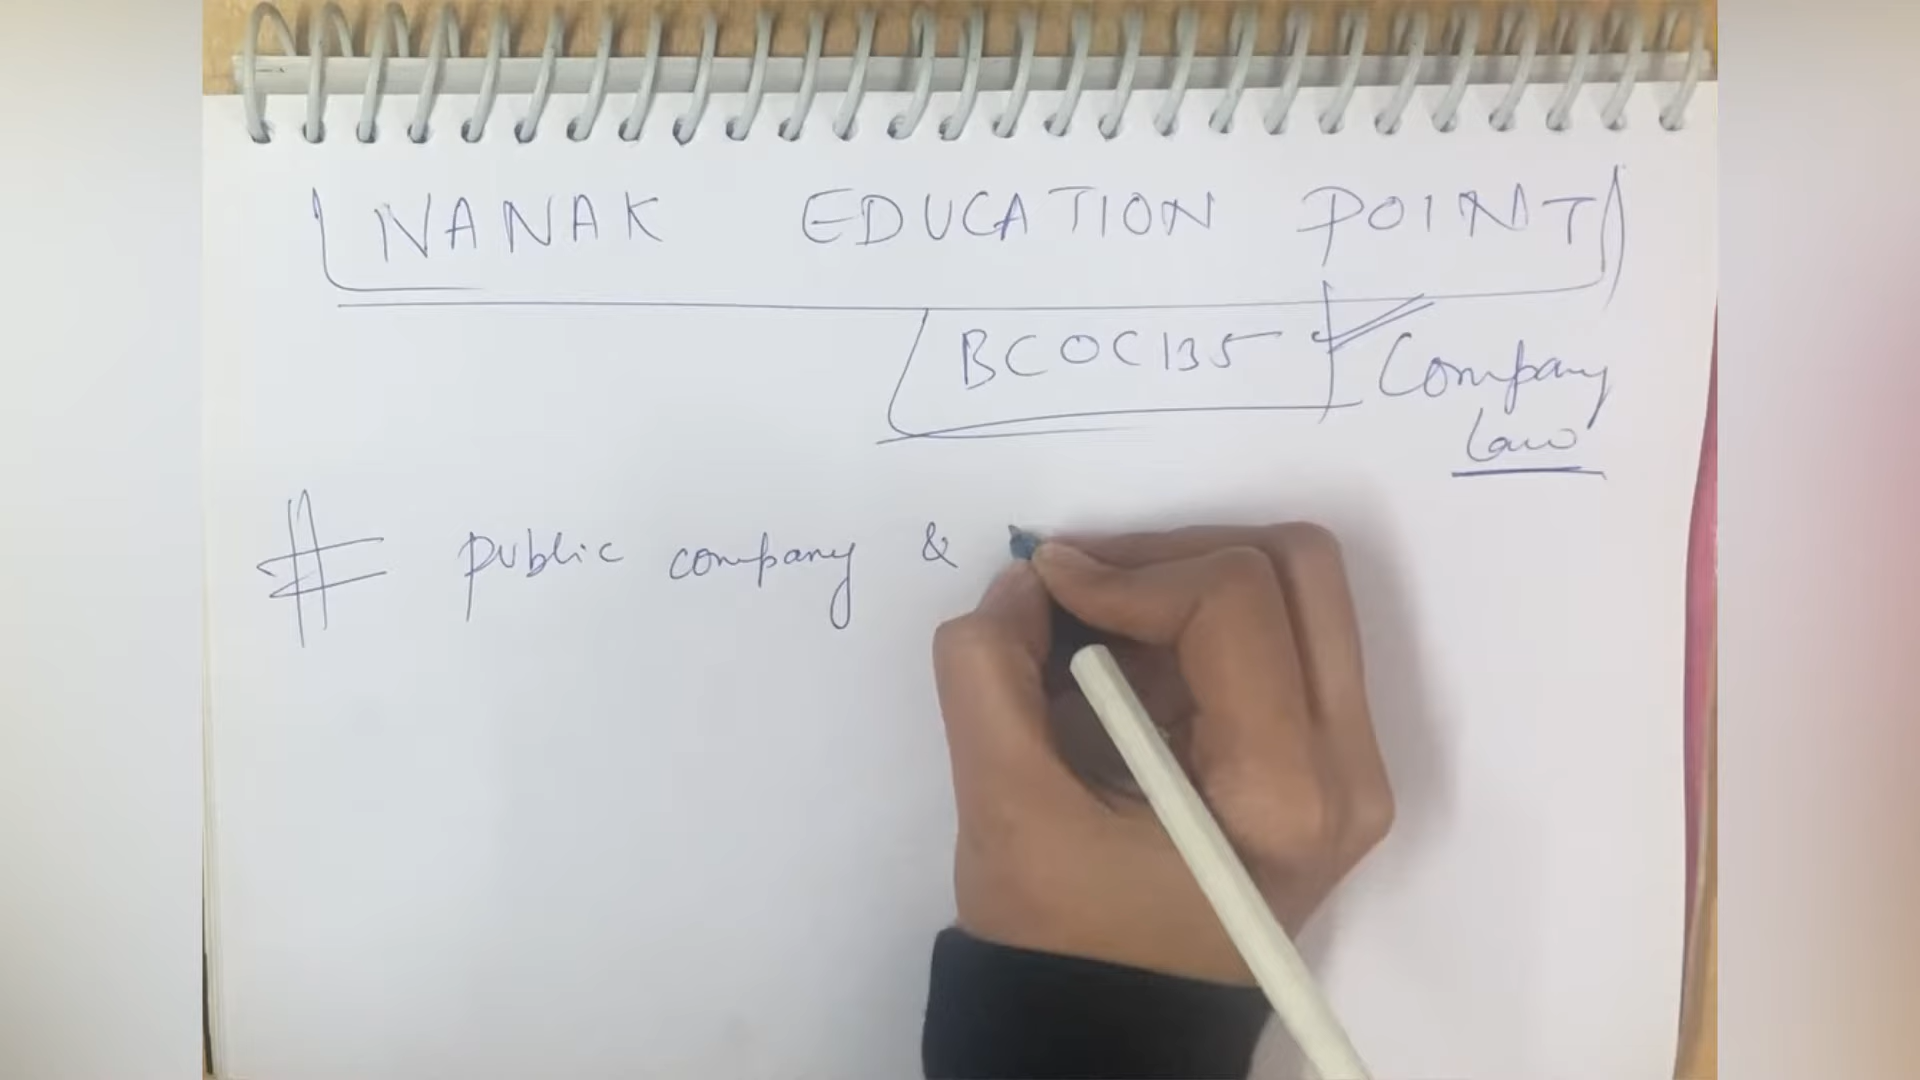 NANAK EDUCATION POINT
BCOC135 Company
Law
# public company &